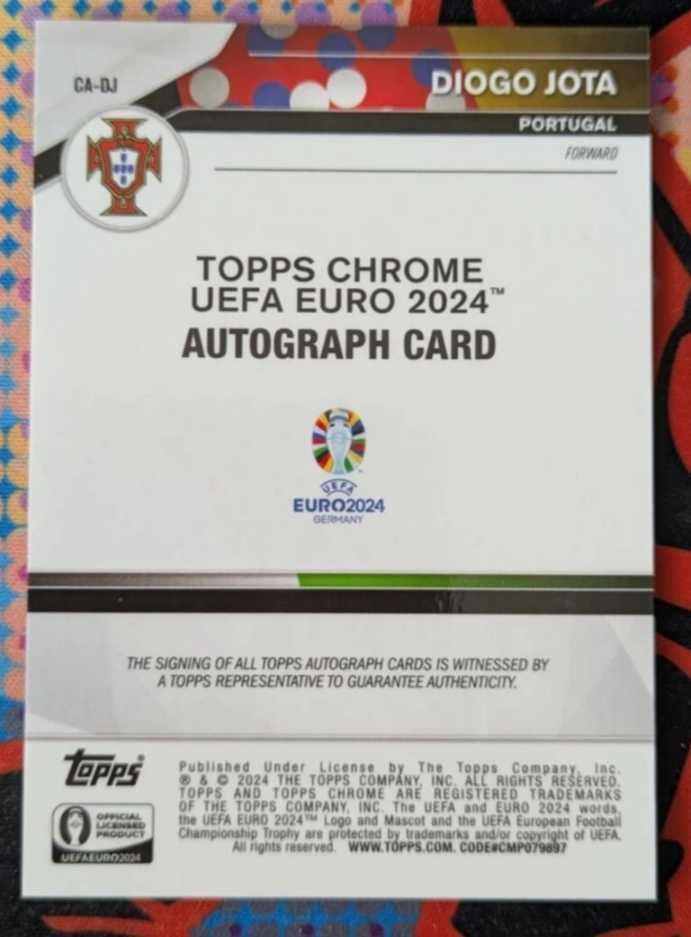 CA-DJ
DIOGO JOTA
PORTUGAL
FORWARD
TOPPS CHROME
UEFA EURO 2024™
AUTOGRAPH CARD
UEFA
EURO2024
GERMANY
THE SIGNING OF ALL TOPPS AUTOGRAPH CARDS IS WITNESSED BY
A TOPPS REPRESENTATIVE TO GUARANTEE AUTHENTICITY.
Topps®
OFFICIAL
LICENSED
PRODUCT
UEFAEURO2024
Published Under License by The Topps Company, Inc.
® & © 2024 THE TOPPS COMPANY, INC. ALL RIGHTS RESERVED.
TOPPS AND TOPPS CHROME ARE REGISTERED TRADEMARKS
OF THE TOPPS COMPANY, INC. The UEFA and EURO 2024 words,
the UEFA EURO 2024™ Logo and Mascot and the UEFA European Football
Championship Trophy are protected by trademarks and/or copyright of UEFA.
All rights reserved. WWW.TOPPS.COM. CODE#CMP079897